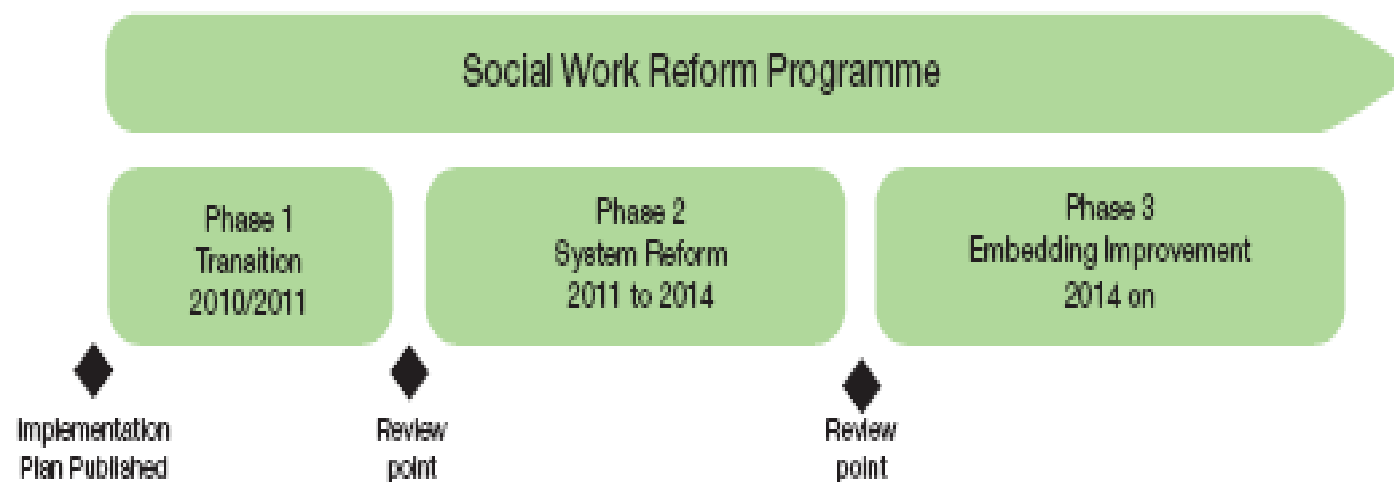 Social Work Reform Programme
Phase 1
Transition
2010/2011
Phase 2
System Reform
2011 to 2014
Phase 3
Embedding Improvement
2014 on
Implementation
Plan Published
Review
point
Review
point